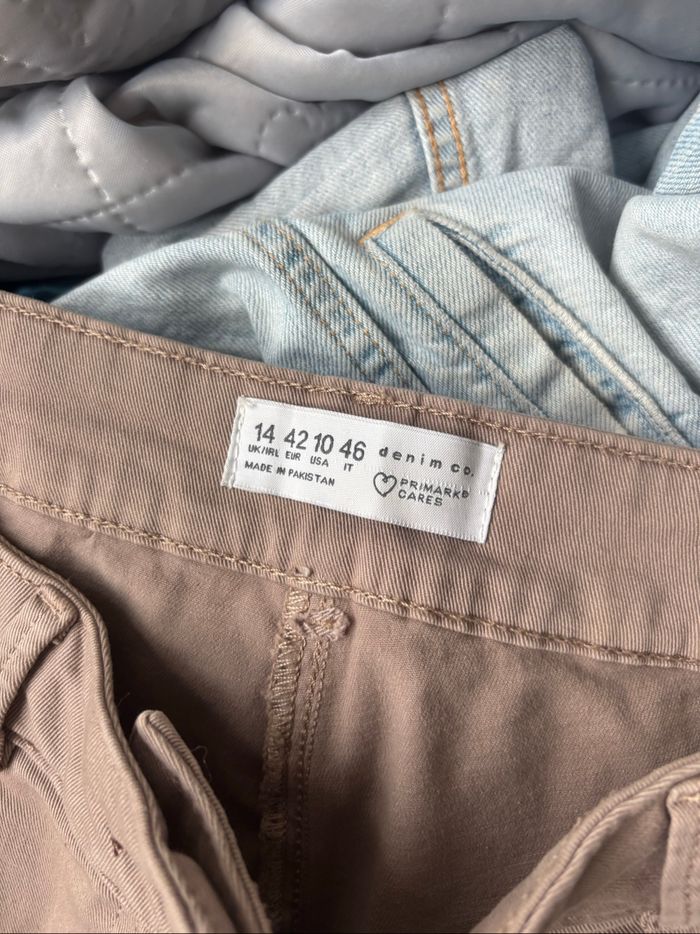 14 42 10 46
UK/IRL EUR USA IT
MADE IN PAKISTAN
denim co.
PRIMARK®
CARES